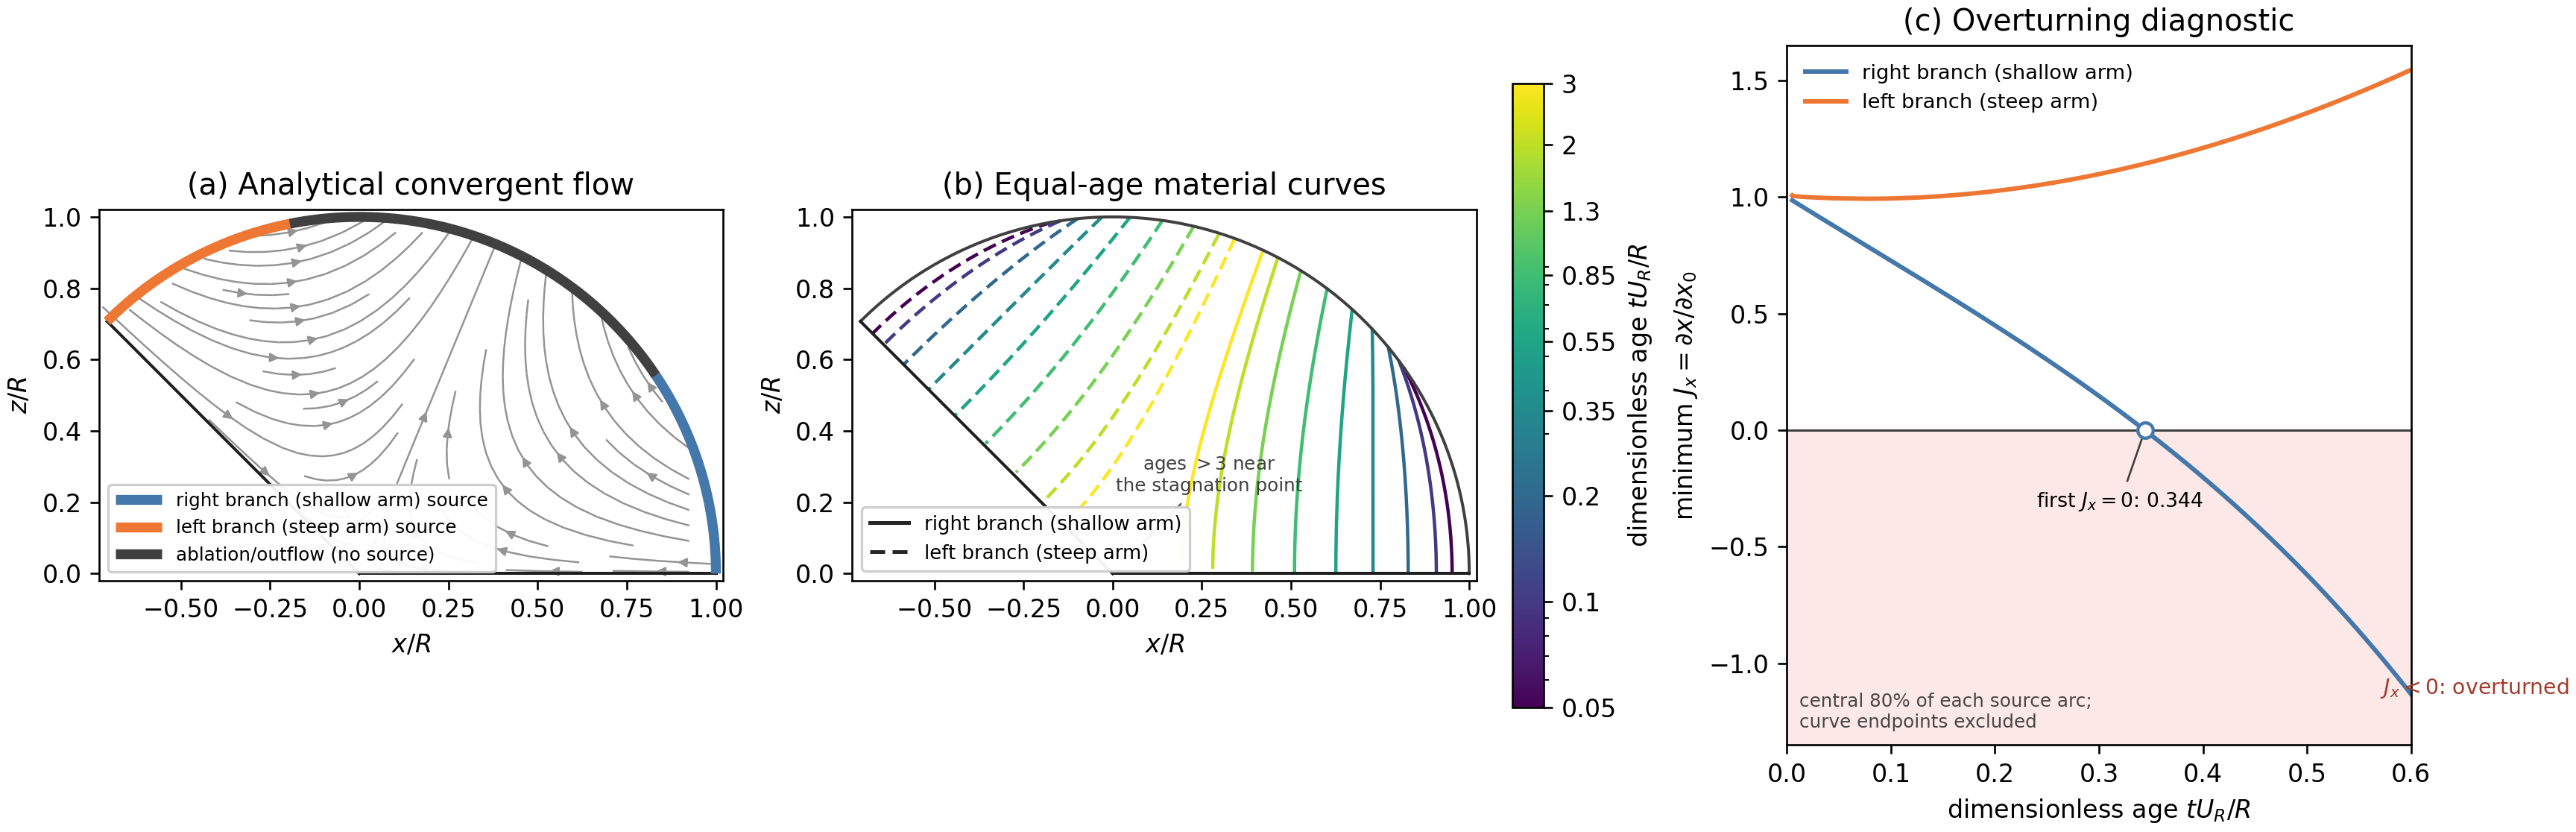 (a) Analytical convergent flow
1.0
0.8
0.6
0.4
0.2
0.0
z/R
right branch (shallow arm) source
left branch (steep arm) source
ablation/outflow (no source)
−0.50 −0.25 0.00 0.25 0.50 0.75 1.00
x/R
(b) Equal-age material curves
1.0
0.8
0.6
0.4
0.2
0.0
z/R
ages > 3 near
the stagnation point
right branch (shallow arm)
left branch (steep arm)
−0.50 −0.25 0.00 0.25 0.50 0.75 1.00
x/R
3
2
1.3
0.85
0.55
0.35
0.2
0.1
0.05
dimensionless age tU_R/R
(c) Overturning diagnostic
minimum J_x = ∂x/∂x_0
1.5
1.0
0.5
0.0
−0.5
−1.0
right branch (shallow arm)
left branch (steep arm)
first J_x = 0: 0.344
J_x < 0: overturned
central 80% of each source arc;
curve endpoints excluded
0.0 0.1 0.2 0.3 0.4 0.5 0.6
dimensionless age tU_R/R